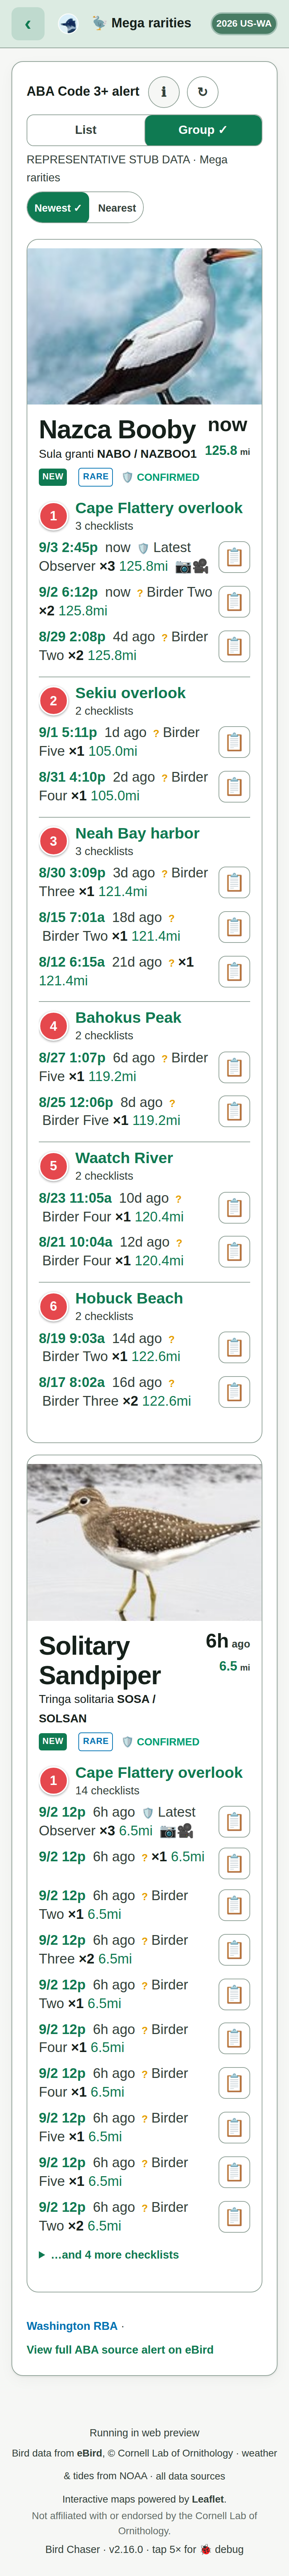 ‹ 🦤 Mega rarities 2026 US-WA
ABA Code 3+ alert ℹ ↻
List Group ✓
REPRESENTATIVE STUB DATA · Mega
rarities
Newest ✓ Nearest
Nazca Booby now
Sula granti NABO / NAZBOO1 125.8 mi
NEW RARE 🛡️ CONFIRMED
1 Cape Flattery overlook
3 checklists
9/3 2:45p now 🛡️ Latest
Observer ×3 125.8mi 📷🎥 📋
9/2 6:12p now ? Birder Two
×2 125.8mi 📋
8/29 2:08p 4d ago ? Birder
Two ×2 125.8mi 📋
2 Sekiu overlook
2 checklists
9/1 5:11p 1d ago ? Birder
Five ×1 105.0mi 📋
8/31 4:10p 2d ago ? Birder
Four ×1 105.0mi 📋
3 Neah Bay harbor
3 checklists
8/30 3:09p 3d ago ? Birder
Three ×1 121.4mi 📋
8/15 7:01a 18d ago ?
Birder Two ×1 121.4mi 📋
8/12 6:15a 21d ago ? ×1
121.4mi 📋
4 Bahokus Peak
2 checklists
8/27 1:07p 6d ago ? Birder
Five ×1 119.2mi 📋
8/25 12:06p 8d ago ?
Birder Five ×1 119.2mi 📋
5 Waatch River
2 checklists
8/23 11:05a 10d ago ?
Birder Four ×1 120.4mi 📋
8/21 10:04a 12d ago ?
Birder Four ×1 120.4mi 📋
6 Hobuck Beach
2 checklists
8/19 9:03a 14d ago ?
Birder Two ×1 122.6mi 📋
8/17 8:02a 16d ago ?
Birder Three ×2 122.6mi 📋
Solitary 6h ago
Sandpiper 6.5 mi
Tringa solitaria SOSA /
SOLSAN
NEW RARE 🛡️ CONFIRMED
1 Cape Flattery overlook
14 checklists
9/2 12p 6h ago 🛡️ Latest
Observer ×3 6.5mi 📷🎥 📋
9/2 12p 6h ago ? ×1 6.5mi 📋
9/2 12p 6h ago ? Birder
Two ×1 6.5mi 📋
9/2 12p 6h ago ? Birder
Three ×2 6.5mi 📋
9/2 12p 6h ago ? Birder
Two ×1 6.5mi 📋
9/2 12p 6h ago ? Birder
Four ×1 6.5mi 📋
9/2 12p 6h ago ? Birder
Four ×1 6.5mi 📋
9/2 12p 6h ago ? Birder
Five ×1 6.5mi 📋
9/2 12p 6h ago ? Birder
Five ×1 6.5mi 📋
9/2 12p 6h ago ? Birder
Two ×2 6.5mi 📋
▶ …and 4 more checklists
Washington RBA ·
View full ABA source alert on eBird
Running in web preview
Bird data from eBird, © Cornell Lab of Ornithology · weather
& tides from NOAA · all data sources
Interactive maps powered by Leaflet.
Not affiliated with or endorsed by the Cornell Lab of
Ornithology.
Bird Chaser · v2.16.0 · tap 5× for 🐞 debug